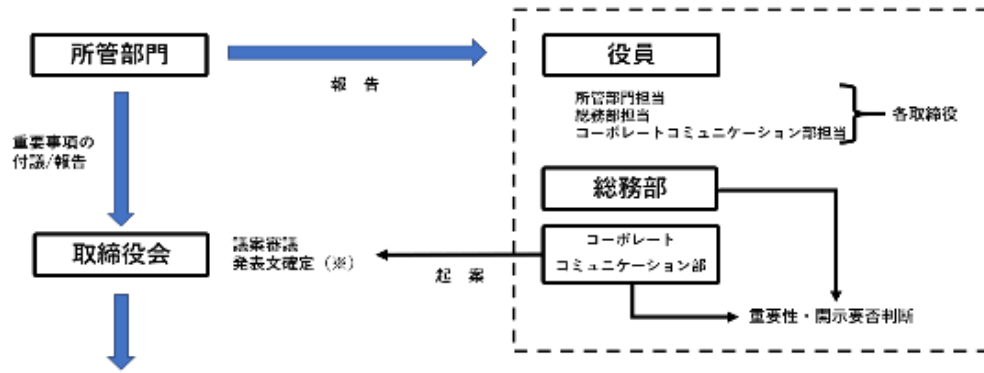 所管部門
報　告
重要事項の
付議/報告
取締役会
議案審議
発表文確定（※）
起　案
役員
所管部門担当
総務部担当
コーポレートコミュニケーション部担当
各取締役
総務部
コーポレート
コミュニケーション部
重要性・開示要否判断